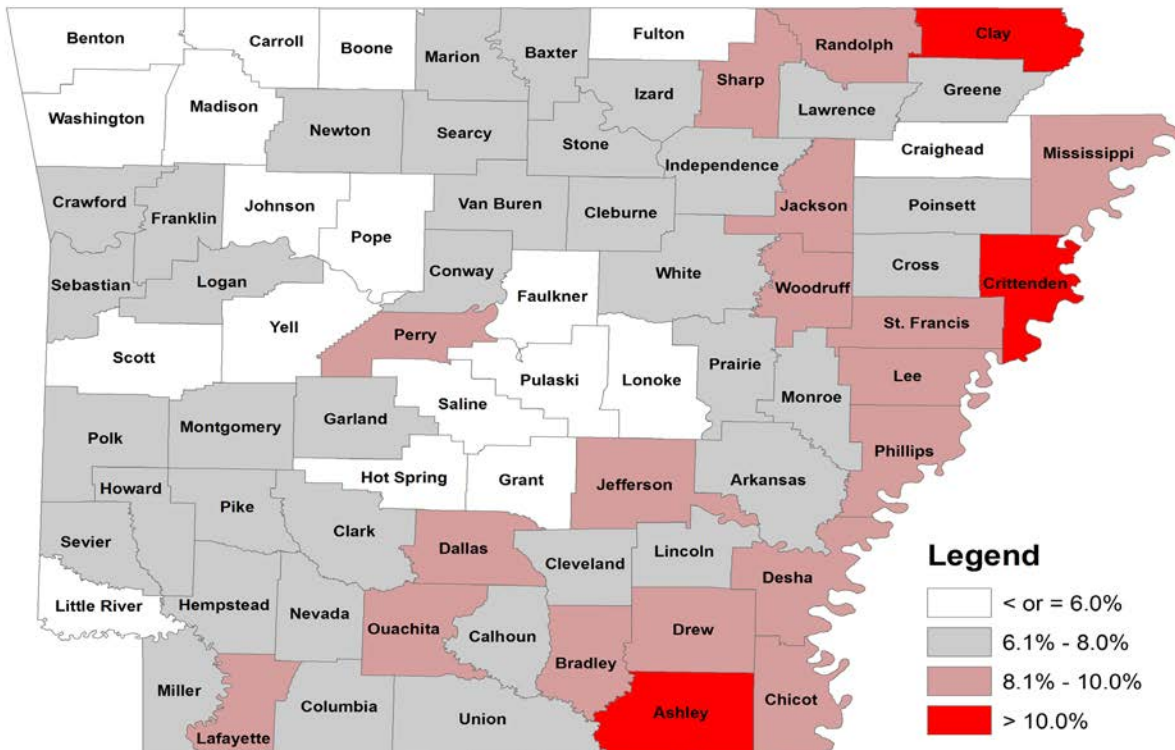 Benton
Carroll
Boone
Marion
Baxter
Fulton
Randolph
Clay
Sharp
Izard
Greene
Lawrence
Washington
Madison
Newton
Searcy
Stone
Independence
Craighead
Mississippi
Crawford
Franklin
Johnson
Pope
Van Buren
Cleburne
Jackson
Poinsett
Sebastian
Logan
Conway
White
Woodruff
Cross
Crittenden
Faulkner
Yell
Perry
St. Francis
Scott
Saline
Pulaski
Lonoke
Prairie
Monroe
Lee
Polk
Montgomery
Garland
Phillips
Howard
Pike
Hot Spring
Grant
Jefferson
Arkansas
Sevier
Clark
Dallas
Cleveland
Lincoln
Desha
Little River
Hempstead
Nevada
Ouachita
Calhoun
Bradley
Drew
Miller
Lafayette
Columbia
Union
Ashley
Chicot
Legend
< or = 6.0%
6.1% - 8.0%
8.1% - 10.0%
> 10.0%